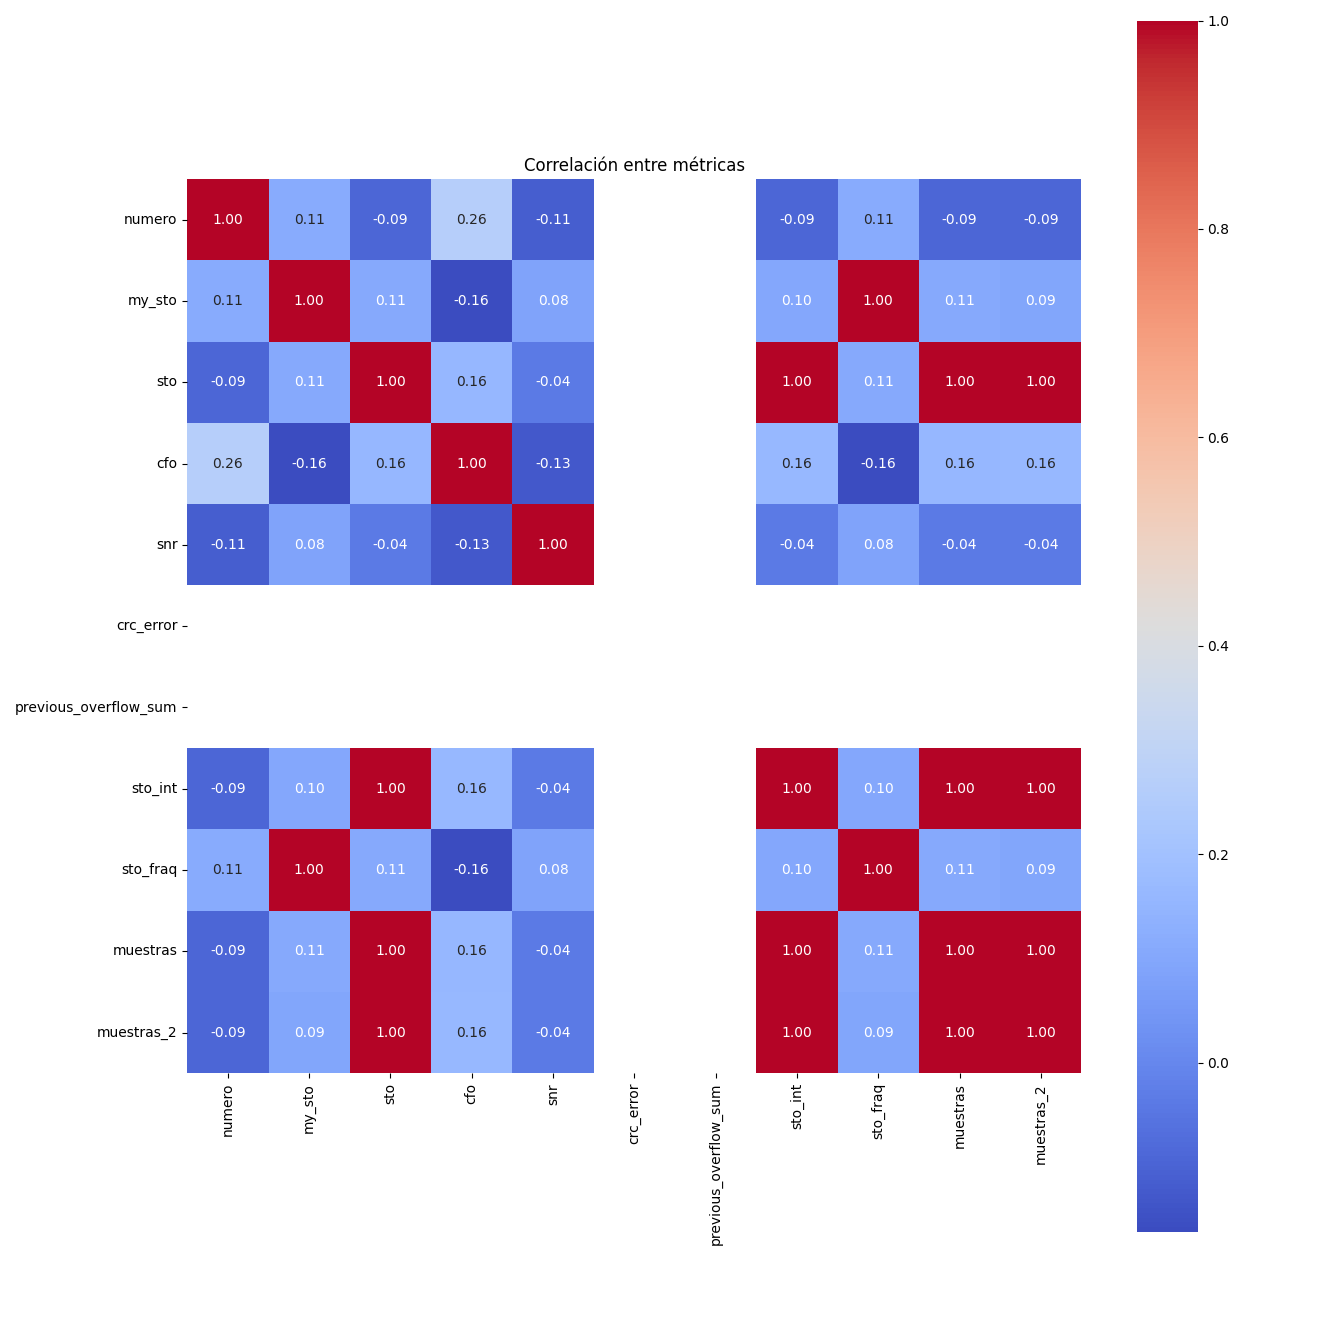 Correlación entre métricas
numero 1.00 0.11 -0.09 0.26 -0.11 -0.09 0.11 -0.09 -0.09
my_sto 0.11 1.00 0.11 -0.16 0.08 0.10 1.00 0.11 0.09
sto -0.09 0.11 1.00 0.16 -0.04 1.00 0.11 1.00 1.00
cfo 0.26 -0.16 0.16 1.00 -0.13 0.16 -0.16 0.16 0.16
snr -0.11 0.08 -0.04 -0.13 1.00 -0.04 0.08 -0.04 -0.04
crc_error
previous_overflow_sum
sto_int -0.09 0.10 1.00 0.16 -0.04 1.00 0.10 1.00 1.00
sto_fraq 0.11 1.00 0.11 -0.16 0.08 0.10 1.00 0.11 0.09
muestras -0.09 0.11 1.00 0.16 -0.04 1.00 0.11 1.00 1.00
muestras_2 -0.09 0.09 1.00 0.16 -0.04 1.00 0.09 1.00 1.00
numero
my_sto
sto
cfo
snr
crc_error
previous_overflow_sum
sto_int
sto_fraq
muestras
muestras_2
1.0
0.8
0.6
0.4
0.2
0.0